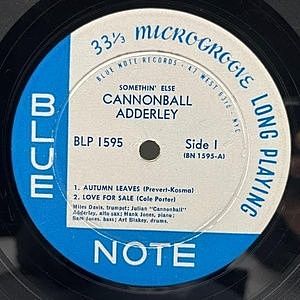 33⅓ MICROGROOVE LONG PLAYING
BLUE NOTE RECORDS • 47 WEST 63rd • NYC
SOMETHIN' ELSE
CANNONBALL
ADDERLEY
BLP 1595
Side 1
(BN 1595-A)
1. AUTUMN LEAVES (Prevert-Kosma)
2. LOVE FOR SALE (Cole Porter)
Miles Davis, trumpet; Julian "Cannonball"
Adderley, alto sax; Hank Jones, piano;
Sam Jones, bass; Art Blakey, drums.
BLUE
NOTE